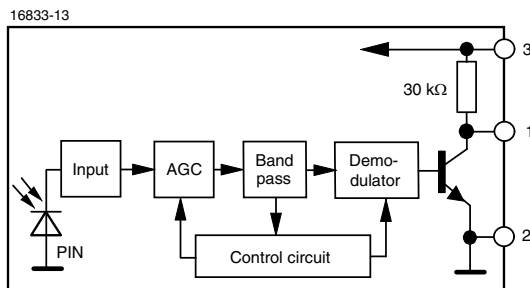 16833-13
3
30 kΩ
1
Input
AGC
Band
pass
Demo-
dulator
2
PIN
Control circuit